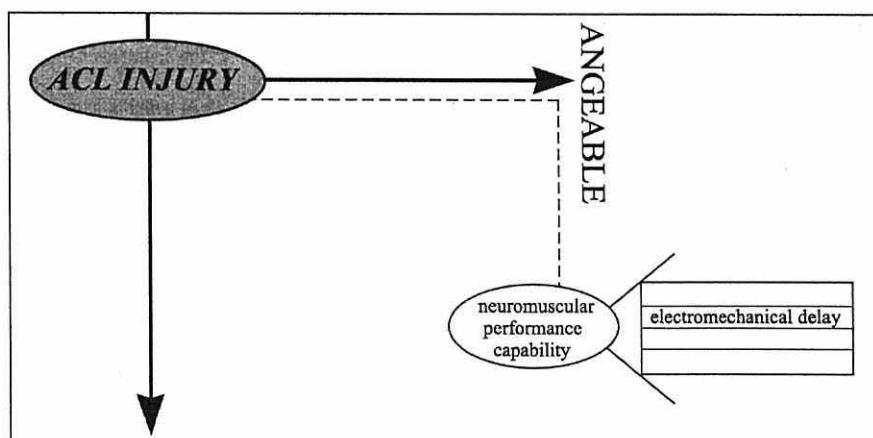 ACL INJURY
ANGEABLE
neuromuscular
performance
capability
electromechanical delay